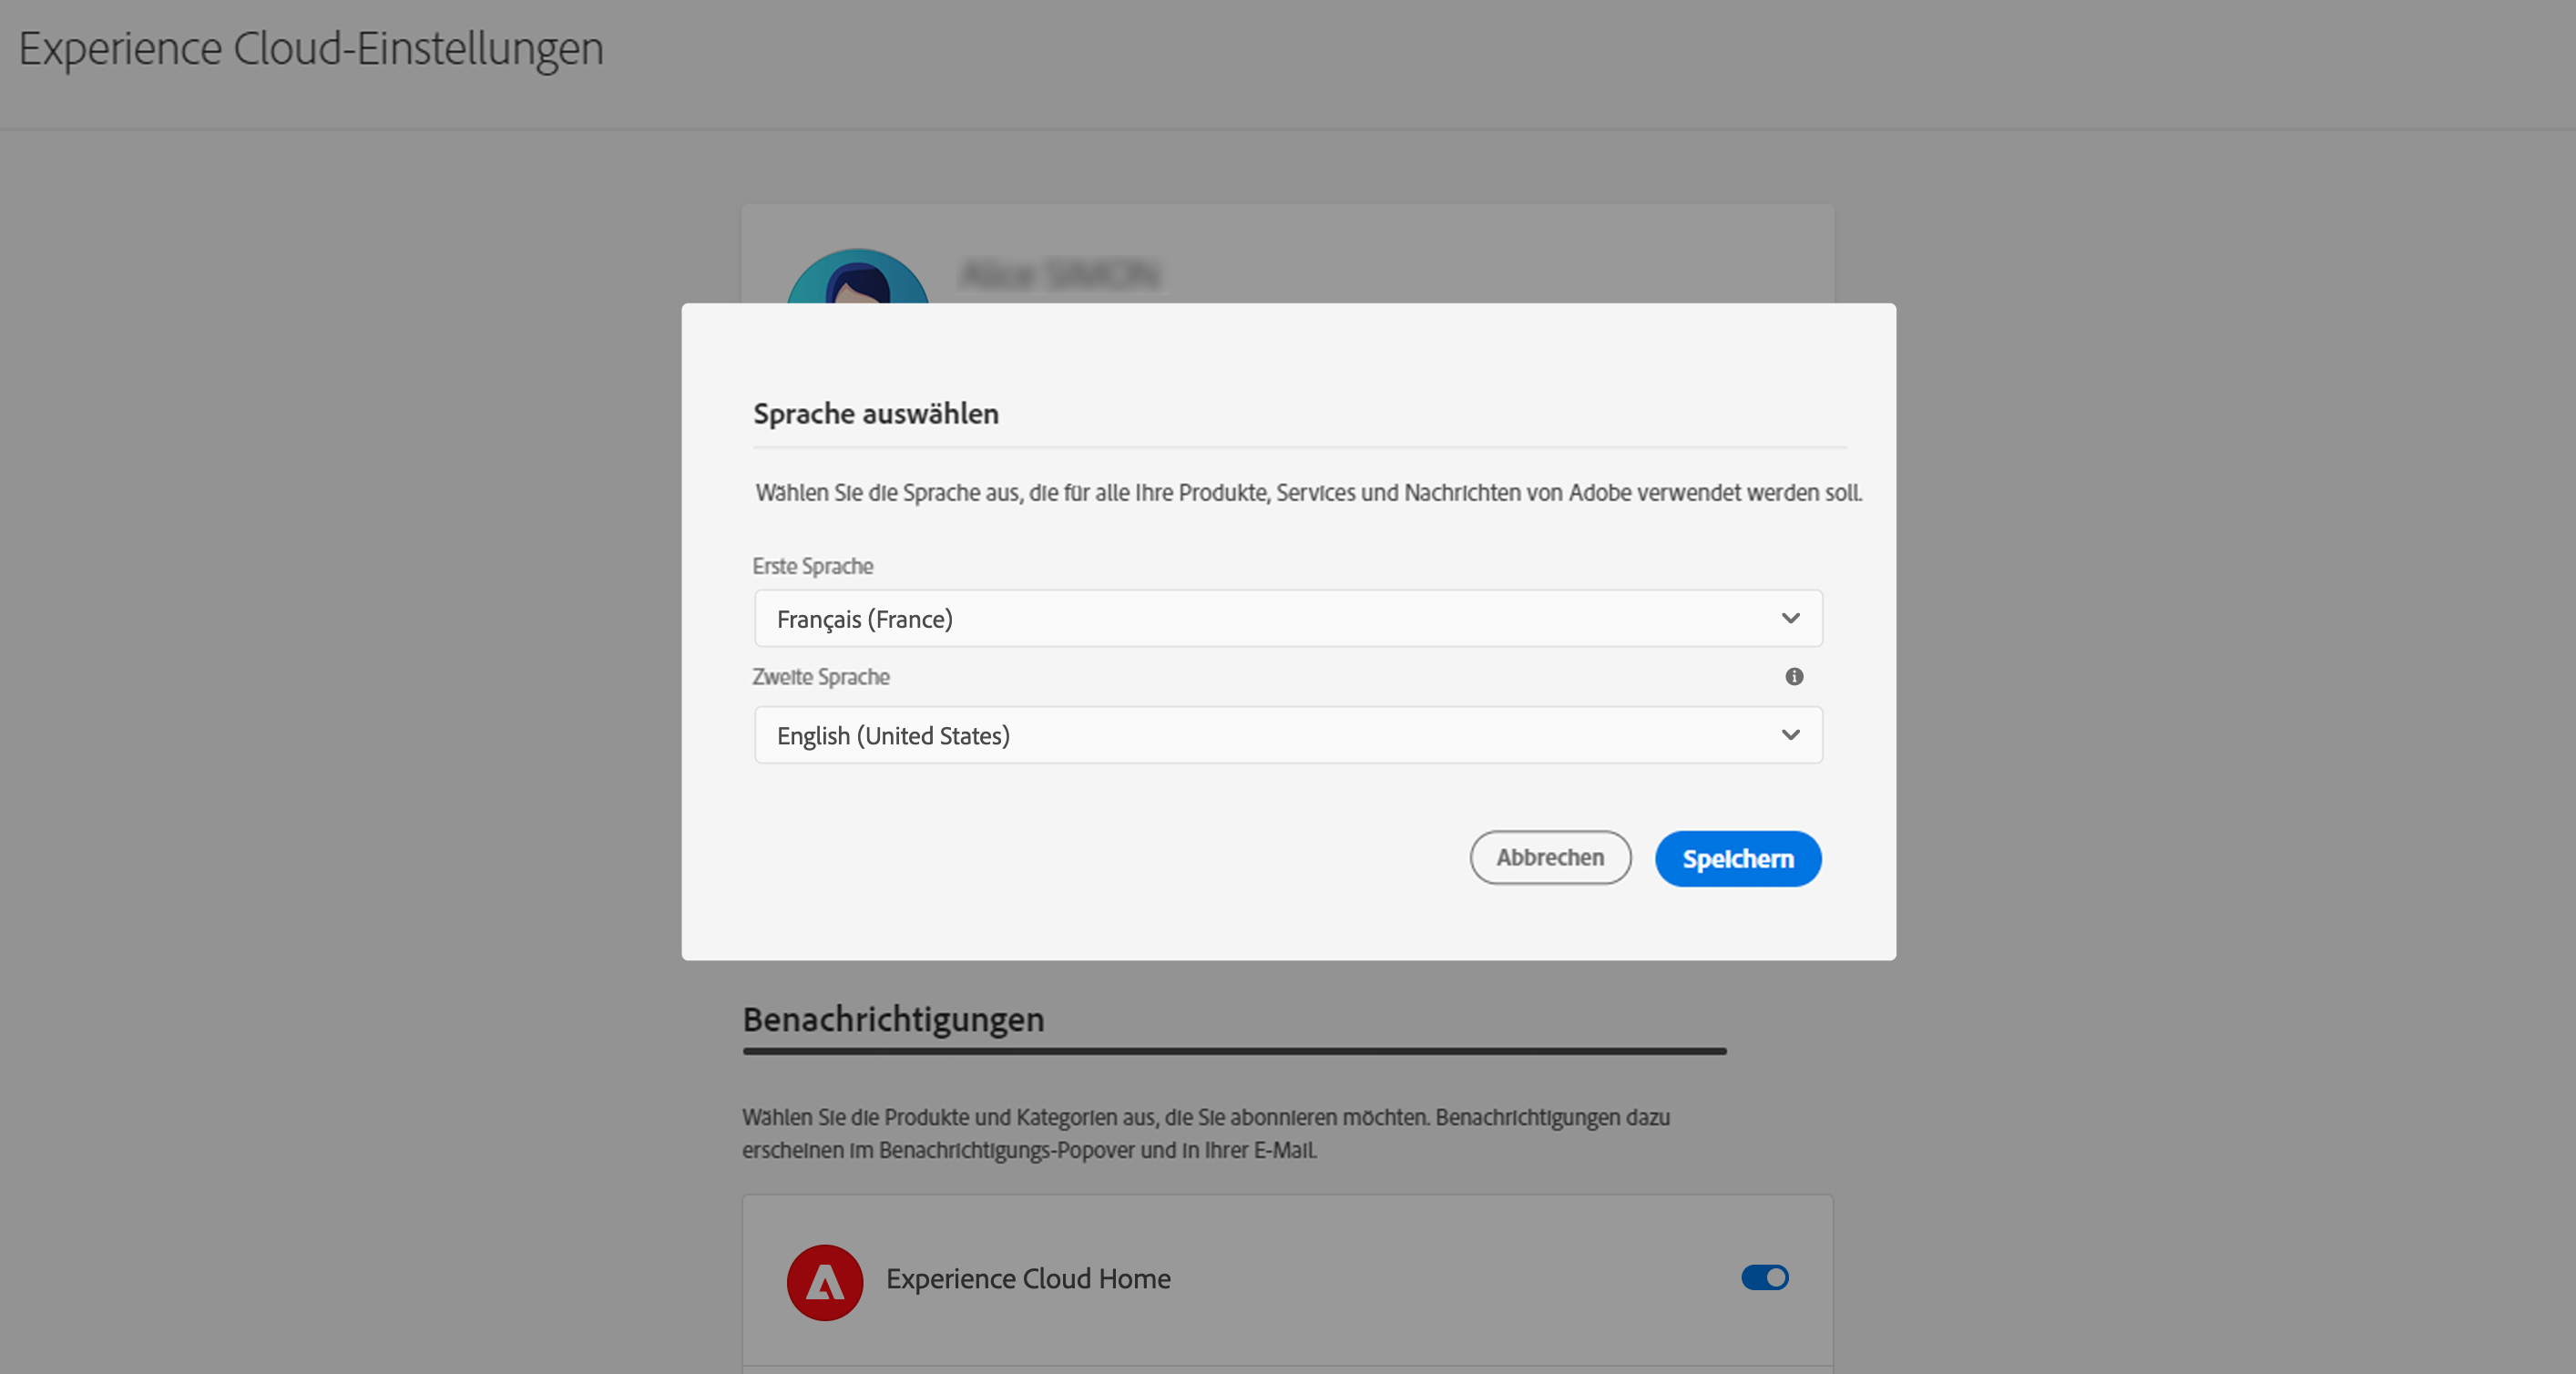 Experience Cloud-Einstellungen
Sprache auswählen
Wählen Sie die Sprache aus, die für alle Ihre Produkte, Services und Nachrichten von Adobe verwendet werden soll.
Erste Sprache
Français (France)
Zweite Sprache
English (United States)
Abbrechen
Speichern
Benachrichtigungen
Wählen Sie die Produkte und Kategorien aus, die Sie abonnieren möchten. Benachrichtigungen dazu
erscheinen im Benachrichtigungs-Popover und in Ihrer E-Mail.
Experience Cloud Home